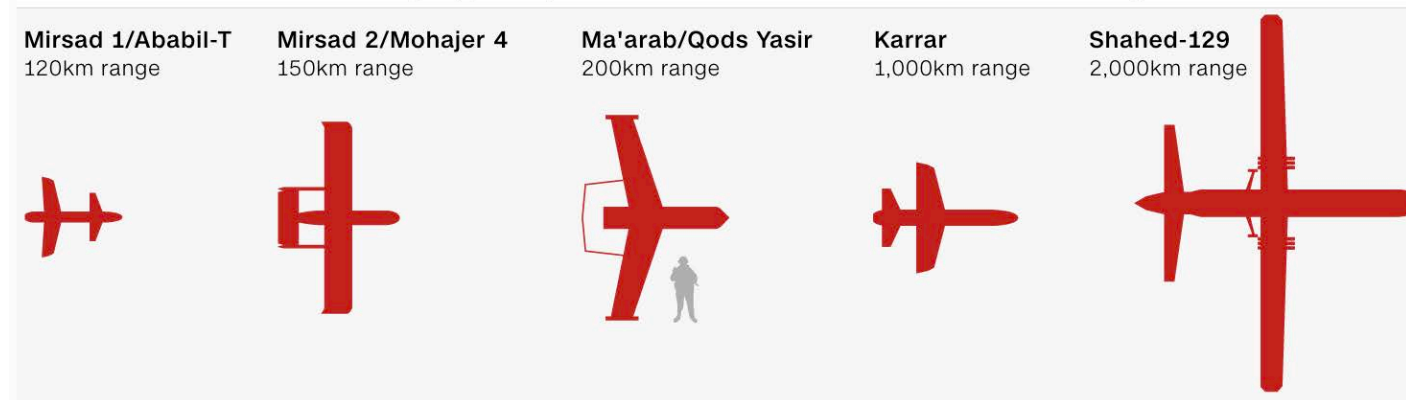 Mirsad 1/Ababil-T
120km range
Mirsad 2/Mohajer 4
150km range
Ma'arab/Qods Yasir
200km range
Karrar
1,000km range
Shahed-129
2,000km range